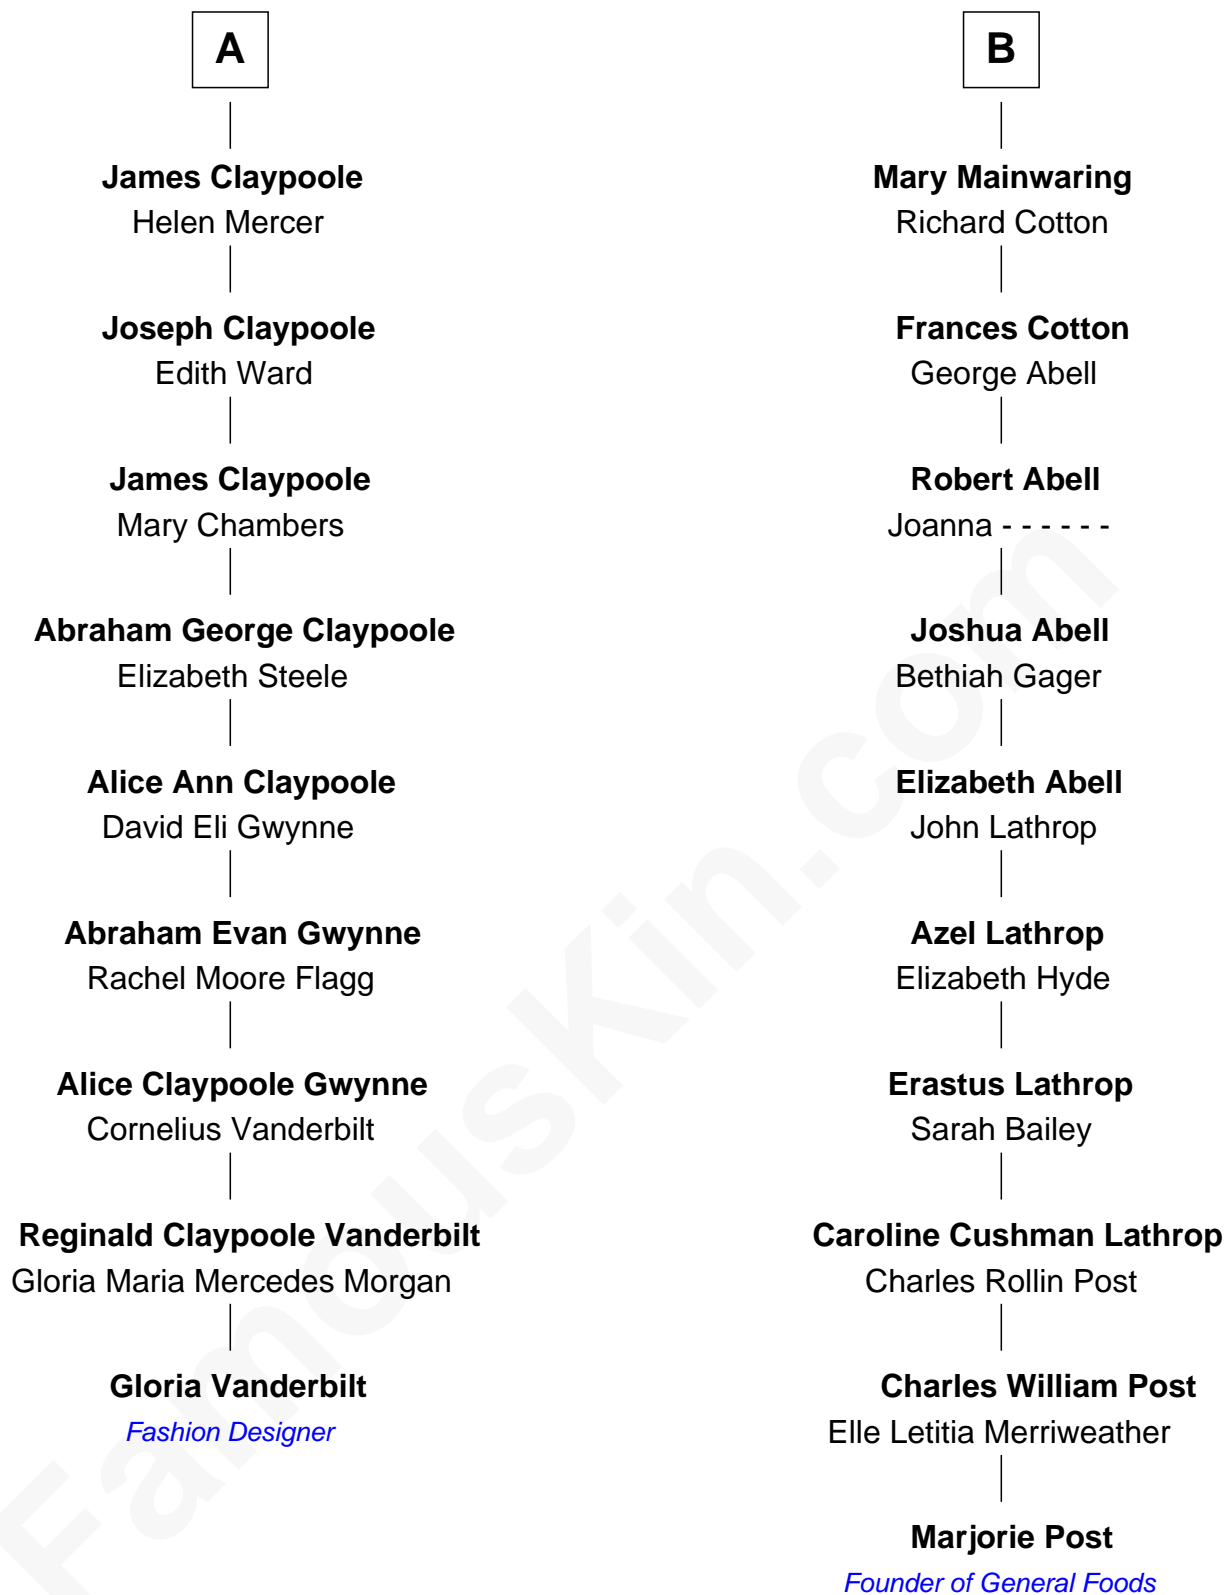 A
James Claypoole
Helen Mercer
Joseph Claypoole
Edith Ward
James Claypoole
Mary Chambers
Abraham George Claypoole
Elizabeth Steele
Alice Ann Claypoole
David Eli Gwynne
Abraham Evan Gwynne
Rachel Moore Flagg
Alice Claypoole Gwynne
Cornelius Vanderbilt
Reginald Claypoole Vanderbilt
Gloria Maria Mercedes Morgan
Gloria Vanderbilt
Fashion Designer
B
Mary Mainwaring
Richard Cotton
Frances Cotton
George Abell
Robert Abell
Joanna - - - - - -
Joshua Abell
Bethiah Gager
Elizabeth Abell
John Lathrop
Azel Lathrop
Elizabeth Hyde
Erastus Lathrop
Sarah Bailey
Caroline Cushman Lathrop
Charles Rollin Post
Charles William Post
Elle Letitia Merriweather
Marjorie Post
Founder of General Foods
FamousKin.com